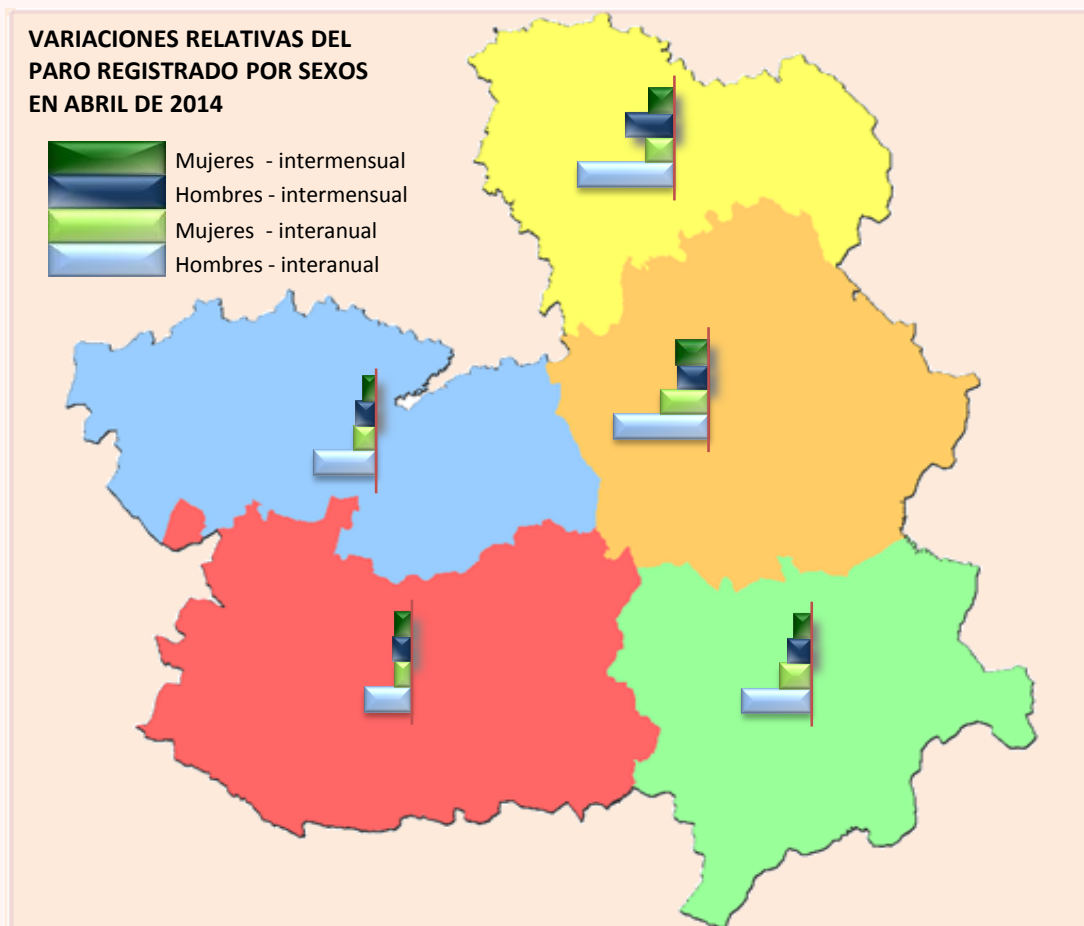 VARIACIONES RELATIVAS DEL
PARO REGISTRADO POR SEXOS
EN ABRIL DE 2014
Mujeres - intermensual
Hombres - intermensual
Mujeres - interanual
Hombres - interanual